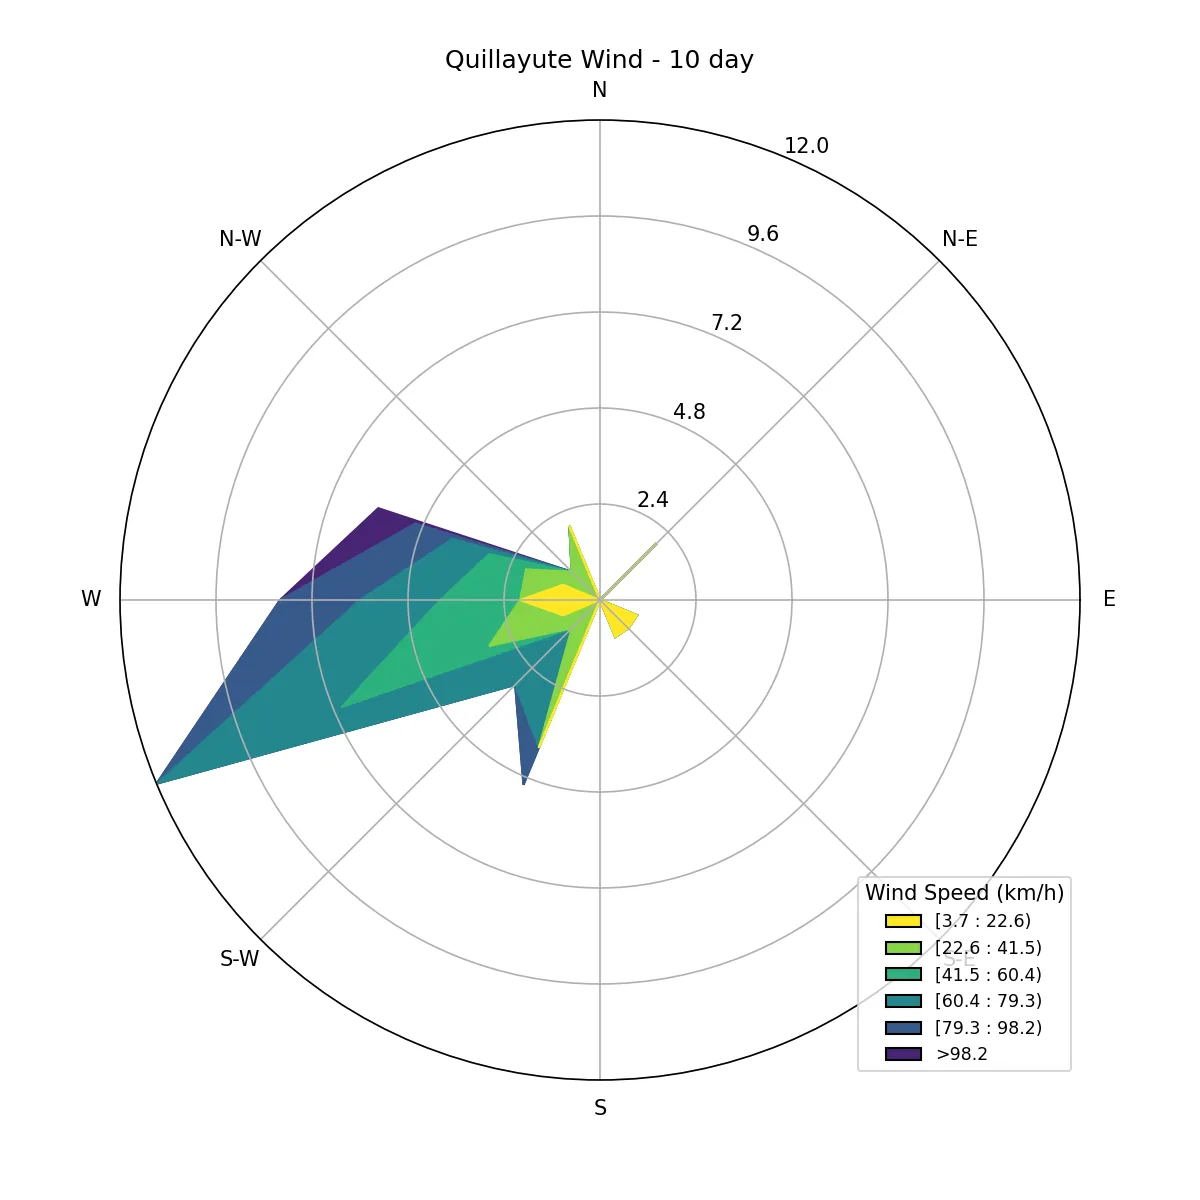 Quillayute Wind - 10 day
N
12.0
N-W
9.6
N-E
7.2
4.8
2.4
W
E
S-W
S-E
S
Wind Speed (km/h)
[3.7 : 22.6)
[22.6 : 41.5)
[41.5 : 60.4)
[60.4 : 79.3)
[79.3 : 98.2)
>98.2